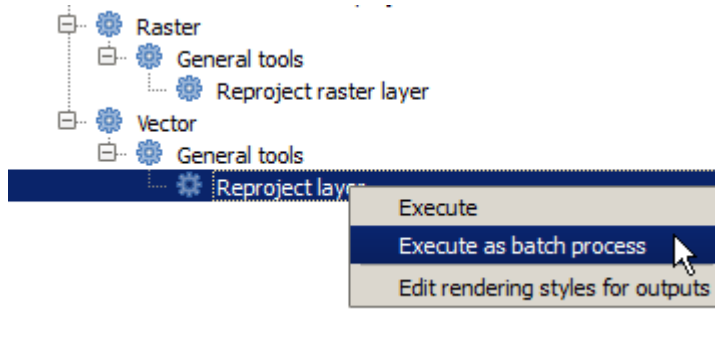 Raster
General tools
Reproject raster layer
Vector
General tools
Reproject layer
Execute
Execute as batch process
Edit rendering styles for outputs